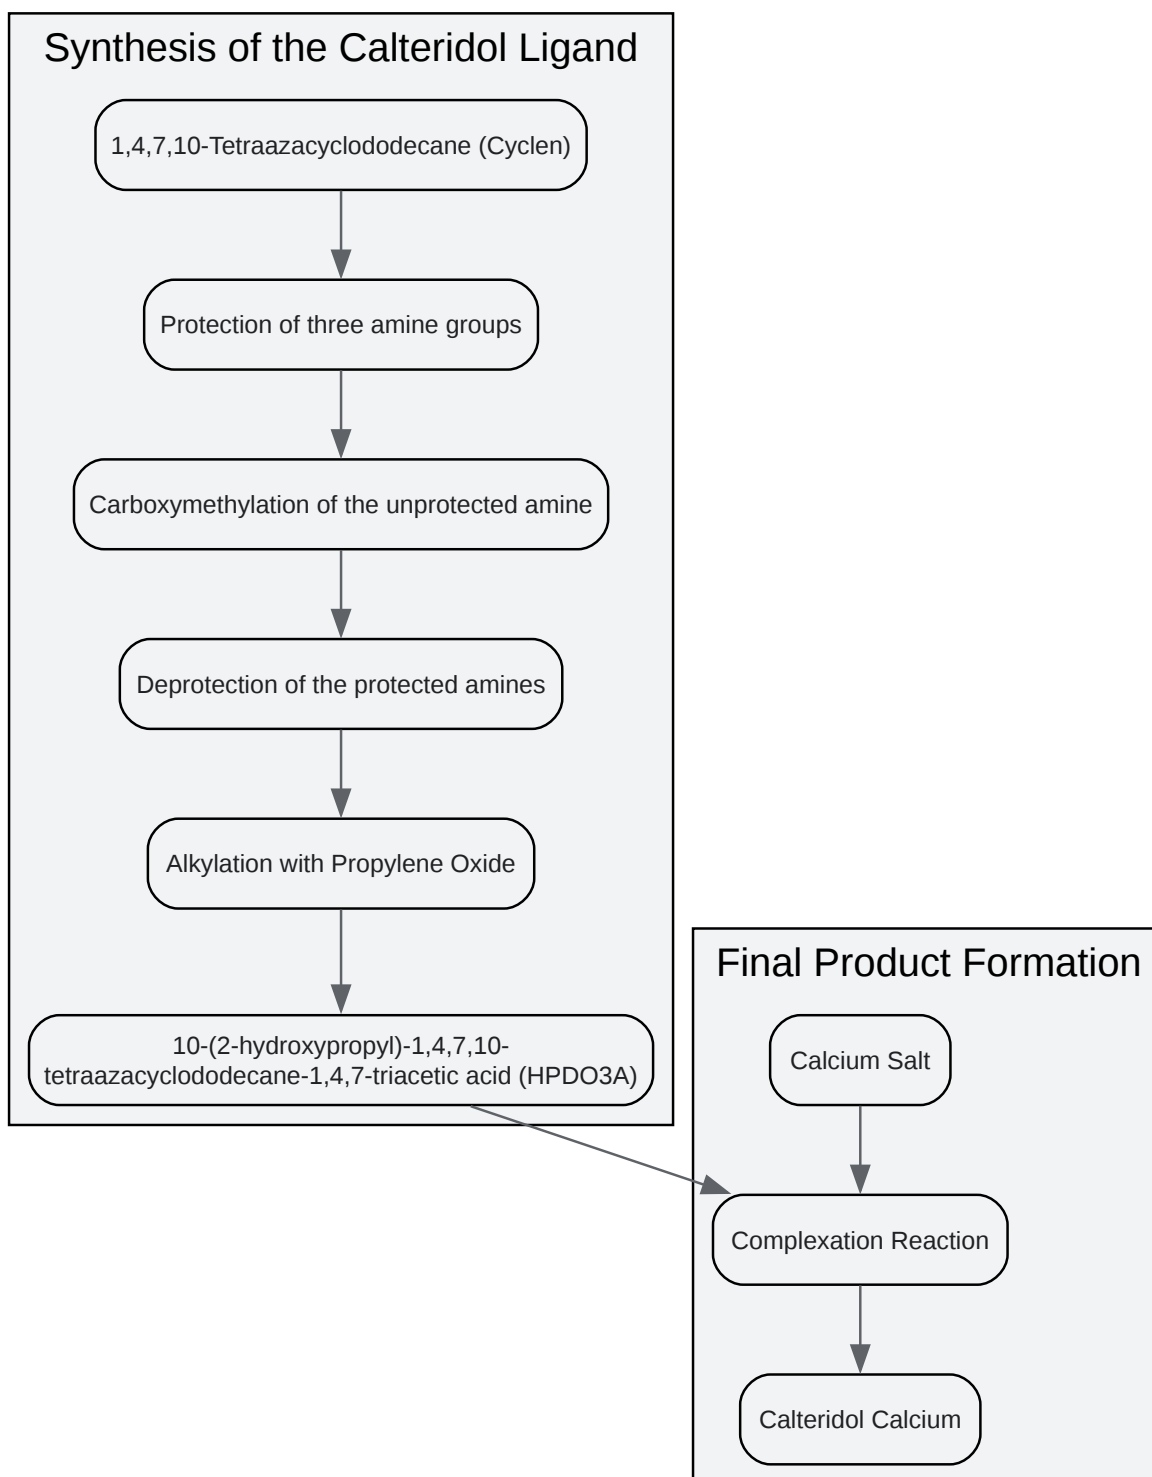 Synthesis of the Calteridol Ligand
1,4,7,10-Tetraazacyclododecane (Cyclen)
Protection of three amine groups
Carboxymethylation of the unprotected amine
Deprotection of the protected amines
Alkylation with Propylene Oxide
10-(2-hydroxypropyl)-1,4,7,10-
tetraazacyclododecane-1,4,7-triacetic acid (HPDO3A)
Final Product Formation
Calcium Salt
Complexation Reaction
Calteridol Calcium